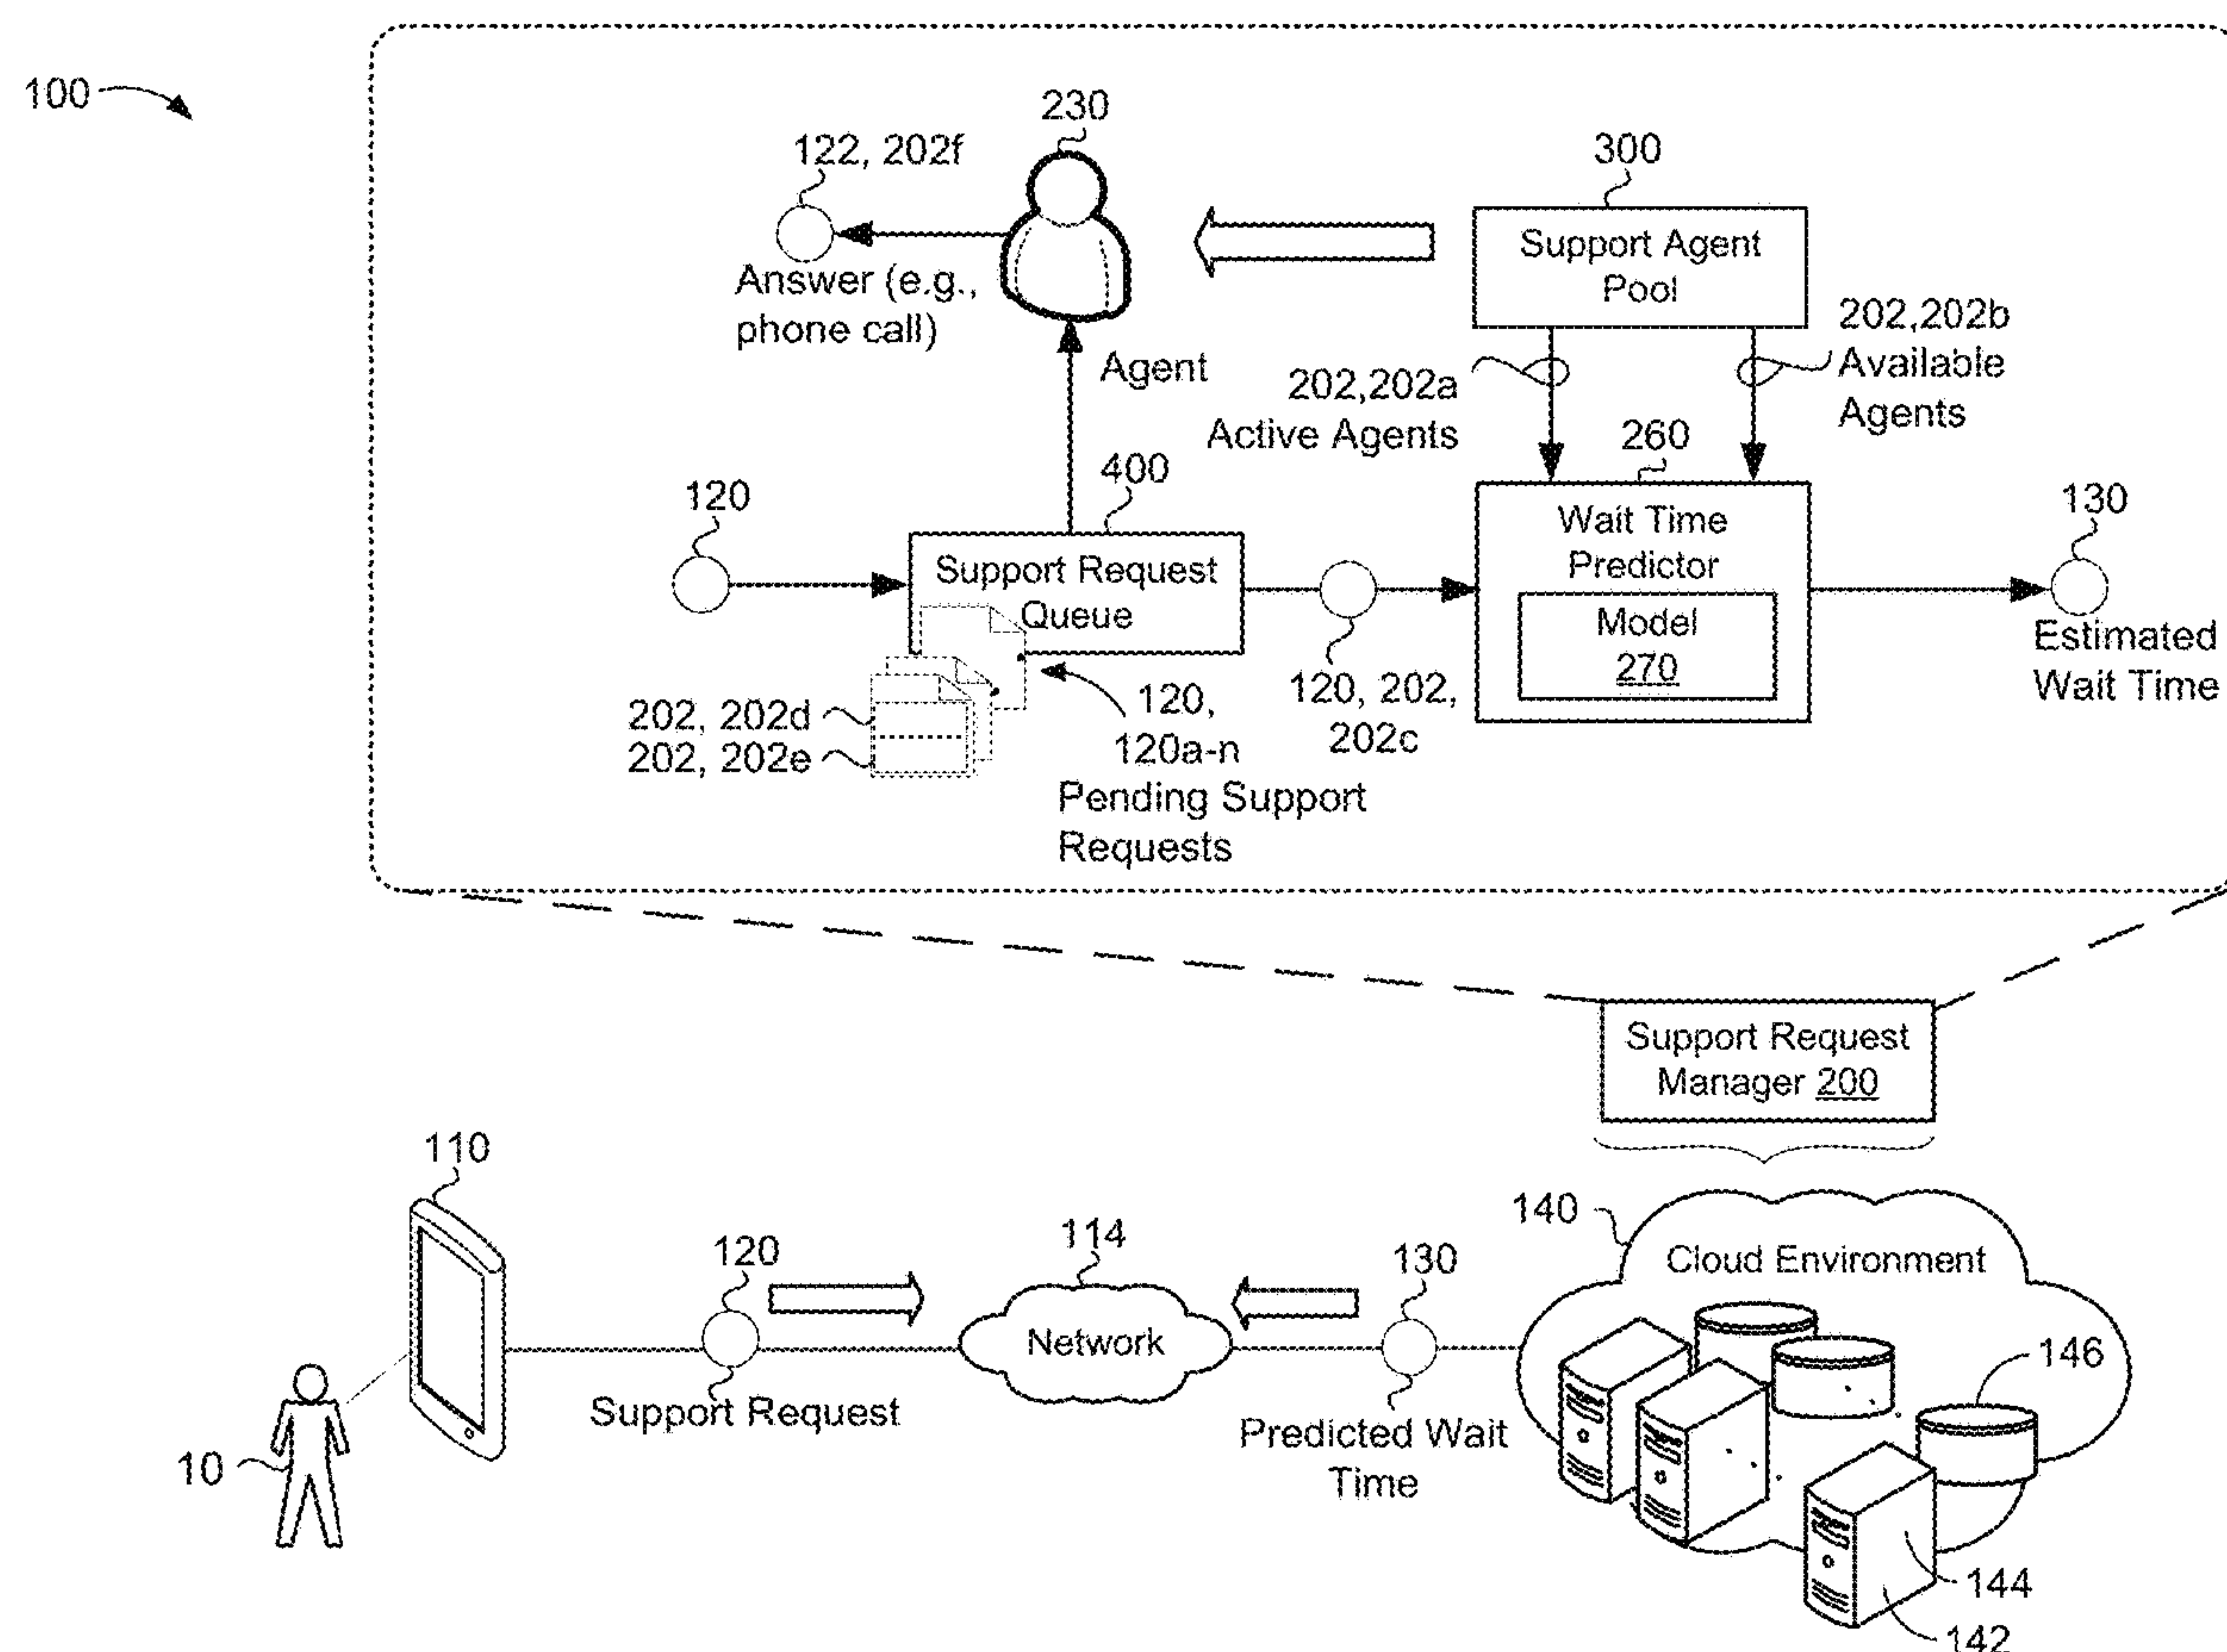 100
230
122, 202f
300
Support Agent
Pool
Answer (e.g.,
phone call)
Agent
202,202a
Active Agents
202,202b
Available
Agents
260
400
120
Support Request
Queue
Wait Time
Predictor
Model
270
130
Estimated
Wait Time
202, 202d
202, 202e
120,
120a-n
Pending Support
Requests
120, 202,
202c
Support Request
Manager 200
110
120
Support Request
114
Network
130
Predicted Wait
Time
140
Cloud Environment
146
144
142
10